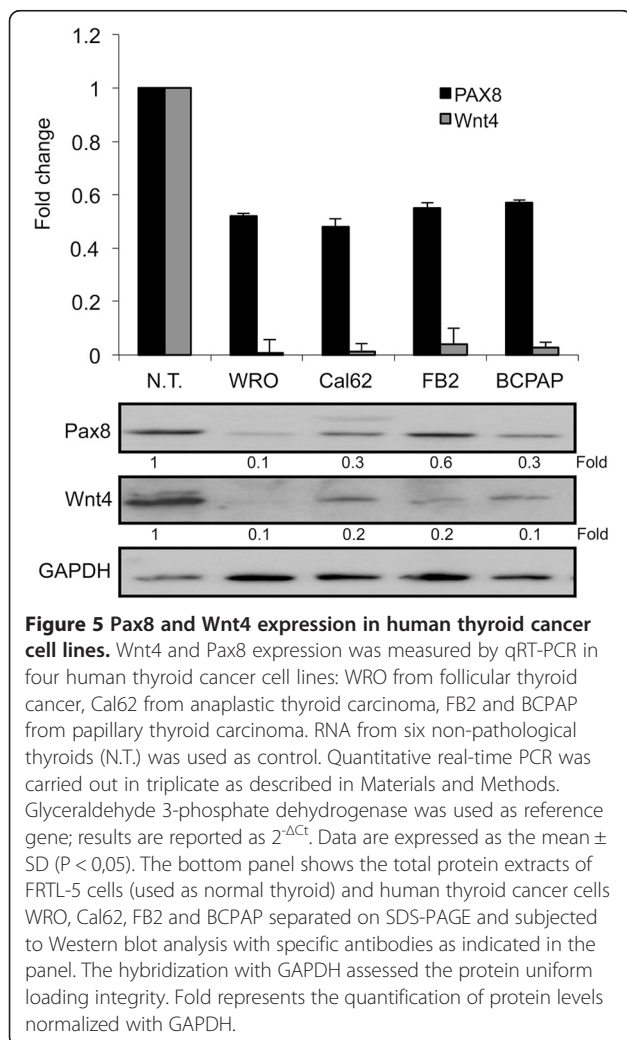 1.2
1
0.8
0.6
0.4
0.2
0
Fold change
PAX8
Wnt4
N.T. WRO Cal62 FB2 BCPAP
Pax8
1 0.1 0.3 0.6 0.3 Fold
Wnt4
1 0.1 0.2 0.2 0.1 Fold
GAPDH
Figure 5 Pax8 and Wnt4 expression in human thyroid cancer
cell lines. Wnt4 and Pax8 expression was measured by qRT-PCR in
four human thyroid cancer cell lines: WRO from follicular thyroid
cancer, Cal62 from anaplastic thyroid carcinoma, FB2 and BCPAP
from papillary thyroid carcinoma. RNA from six non-pathological
thyroids (N.T.) was used as control. Quantitative real-time PCR was
carried out in triplicate as described in Materials and Methods.
Glyceraldehyde 3-phosphate dehydrogenase was used as reference
gene; results are reported as 2^-ΔCt. Data are expressed as the mean ±
SD (P < 0,05). The bottom panel shows the total protein extracts of
FRTL-5 cells (used as normal thyroid) and human thyroid cancer cells
WRO, Cal62, FB2 and BCPAP separated on SDS-PAGE and subjected
to Western blot analysis with specific antibodies as indicated in the
panel. The hybridization with GAPDH assessed the protein uniform
loading integrity. Fold represents the quantification of protein levels
normalized with GAPDH.